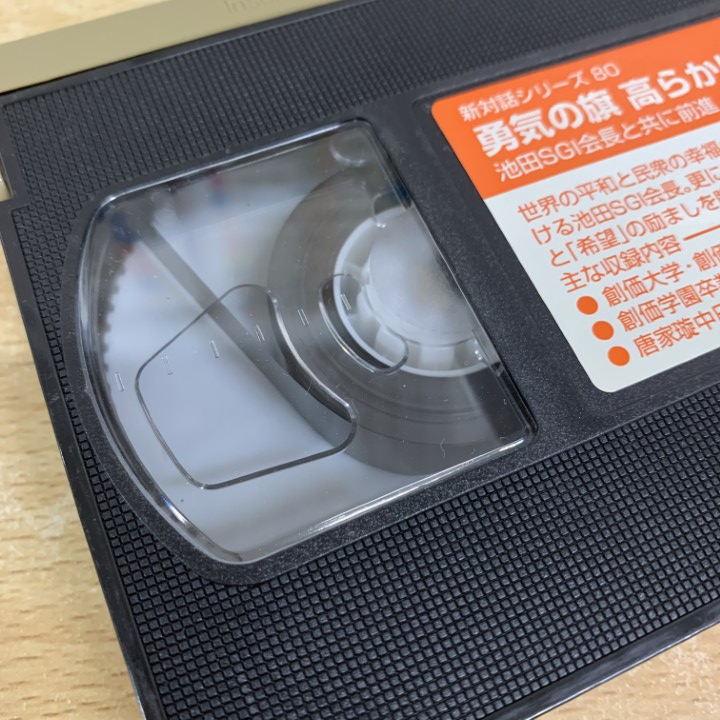 新対話シリーズ 80
勇気の旗 高らか
池田SGI会長と共に前進
世界の平和と民衆の幸福
ける池田SGI会長。更に
と「希望」の励ましを
主な収録内容
● 創価大学・創価
● 創価学園卒
● 唐家璇中